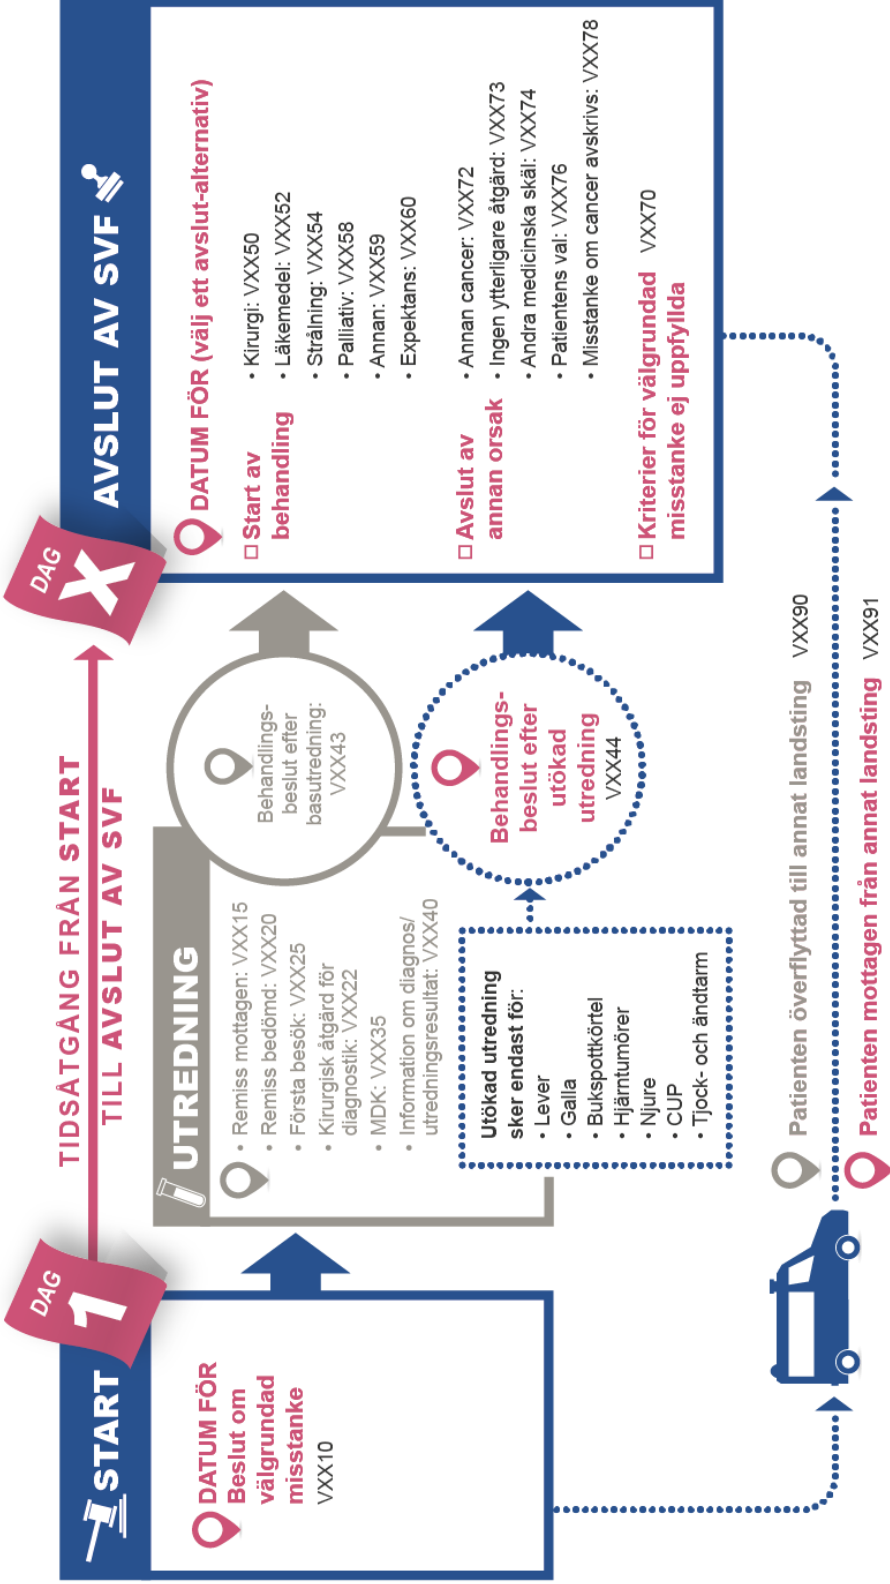 TIDSÅTGÅNG FRÅN START
TILL AVSLUT AV SVF
DAG
1
START
DATUM FÖR
Beslut om
välgrundad
misstanke
VXX10
UTREDNING
• Remiss mottagen: VXX15
• Remiss bedömd: VXX20
• Första besök: VXX25
• Kirurgisk åtgärd för
diagnostik: VXX22
• MDK: VXX35
• Information om diagnos/
utredningsresultat: VXX40
Utökad utredning
sker endast för:
• Lever
• Galla
• Bukspottkörtel
• Hjärntumörer
• Njure
• CUP
• Tjock- och ändtarm
Behandlings-
beslut efter
basutredning:
VXX43
Behandlings-
beslut efter
utökad
utredning
VXX44
DAG
X
AVSLUT AV SVF
DATUM FÖR (välj ett avslut-alternativ)
Start av
behandling
• Kirurgi: VXX50
• Läkemedel: VXX52
• Strålning: VXX54
• Palliativ: VXX58
• Annan: VXX59
• Expektans: VXX60
Avslut av
annan orsak
• Annan cancer: VXX72
• Ingen ytterligare åtgärd: VXX73
• Andra medicinska skäl: VXX74
• Patientens val: VXX76
• Misstanke om cancer avskrivs: VXX78
Kriterier för välgrundad VXX70
misstanke ej uppfyllda
Patienten överflyttad till annat landsting VXX90
Patienten mottagen från annat landsting VXX91